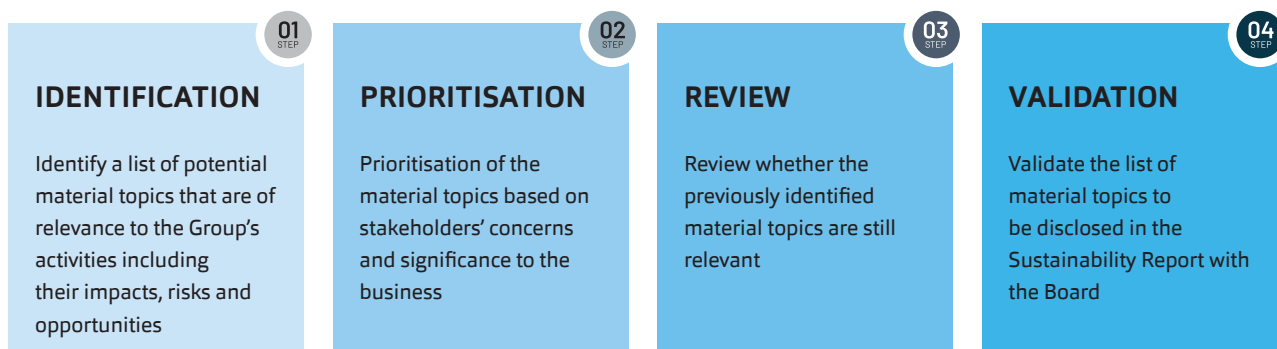 01
STEP
IDENTIFICATION
Identify a list of potential
material topics that are of
relevance to the Group's
activities including
their impacts, risks and
opportunities
02
STEP
PRIORITISATION
Prioritisation of the
material topics based on
stakeholders' concerns
and significance to the
business
03
STEP
REVIEW
Review whether the
previously identified
material topics are still
relevant
04
STEP
VALIDATION
Validate the list of
material topics to
be disclosed in the
Sustainability Report with
the Board